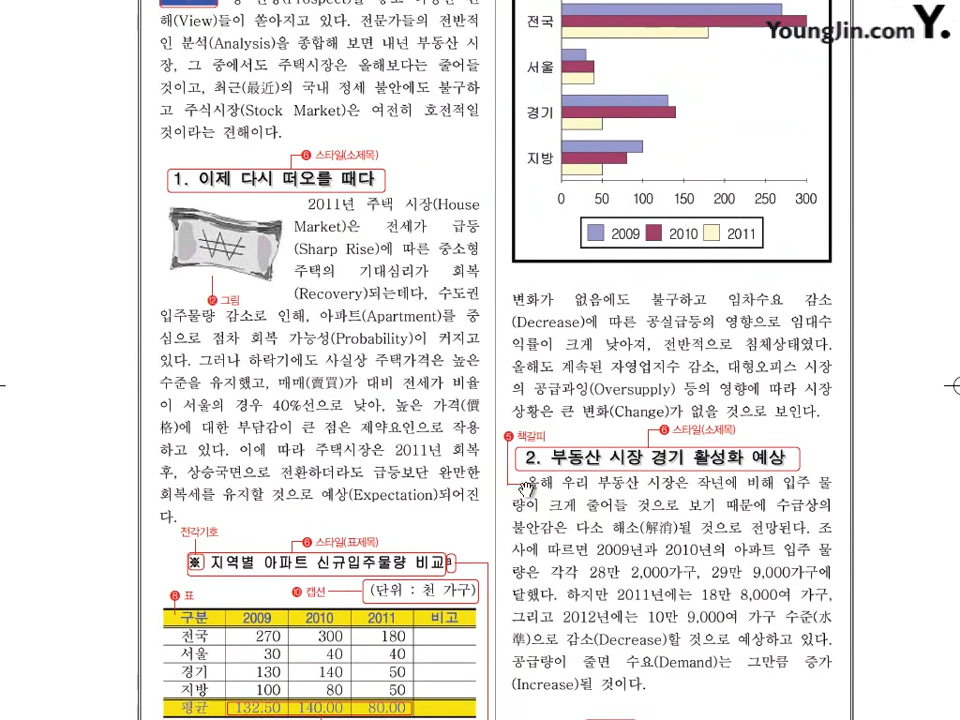 해(View)들이 쏟아지고 있다. 전문가들의 전반적
인 분석(Analysis)을 종합해 보면 내년 부동산 시
장, 그 중에서도 주택시장은 올해보다는 줄어들
것이고, 최근(最近)의 국내 정세 불안에도 불구하
고 주식시장(Stock Market)은 여전히 호전적일
것이라는 견해이다.
❻ 스타일(소제목)
1. 이제 다시 떠오를 때다
2011년 주택 시장(House
Market)은 전세가 급등
(Sharp Rise)에 따른 중소형
주택의 기대심리가 회복
(Recovery)되는데다, 수도권
⓬ 그림
입주물량 감소로 인해, 아파트(Apartment)를 중
심으로 점차 회복 가능성(Probability)이 커지고
있다. 그러나 하락기에도 사실상 주택가격은 높은
수준을 유지했고, 매매(賣買)가 대비 전세가 비율
이 서울의 경우 40%선으로 낮아, 높은 가격(價
格)에 대한 부담감이 큰 점은 제약요인으로 작용
하고 있다. 이에 따라 주택시장은 2011년 회복
후, 상승국면으로 전환하더라도 급등보단 완만한
회복세를 유지할 것으로 예상(Expectation)되어진
다.
전각기호
❻ 스타일(표제목)
※ 지역별 아파트 신규입주물량 비교
❿ 캡션
(단위 : 천 가구)
❽ 표
구분 2009 2010 2011 비고
전국 270 300 180
서울 30 40 40
경기 130 140 50
지방 100 80 50
평균 132.50 140.00 80.00
YoungJin.com Y.
전국
서울
경기
지방
0 50 100 150 200 250 300
2009 2010 2011
변화가 없음에도 불구하고 임차수요 감소
(Decrease)에 따른 공실급등의 영향으로 임대수
익률이 크게 낮아져, 전반적으로 침체상태였다.
올해도 계속된 자영업지수 감소, 대형오피스 시장
의 공급과잉(Oversupply) 등의 영향에 따라 시장
상황은 큰 변화(Change)가 없을 것으로 보인다.
❺ 책갈피
❻ 스타일(소제목)
2. 부동산 시장 경기 활성화 예상
올해 우리 부동산 시장은 작년에 비해 입주 물
량이 크게 줄어들 것으로 보기 때문에 수급상의
불안감은 다소 해소(解消)될 것으로 전망된다. 조
사에 따르면 2009년과 2010년의 아파트 입주 물
량은 각각 28만 2,000가구, 29만 9,000가구에
달했다. 하지만 2011년에는 18만 8,000여 가구,
그리고 2012년에는 10만 9,000여 가구 수준(水
準)으로 감소(Decrease)할 것으로 예상하고 있다.
공급량이 줄면 수요(Demand)는 그만큼 증가
(Increase)될 것이다.